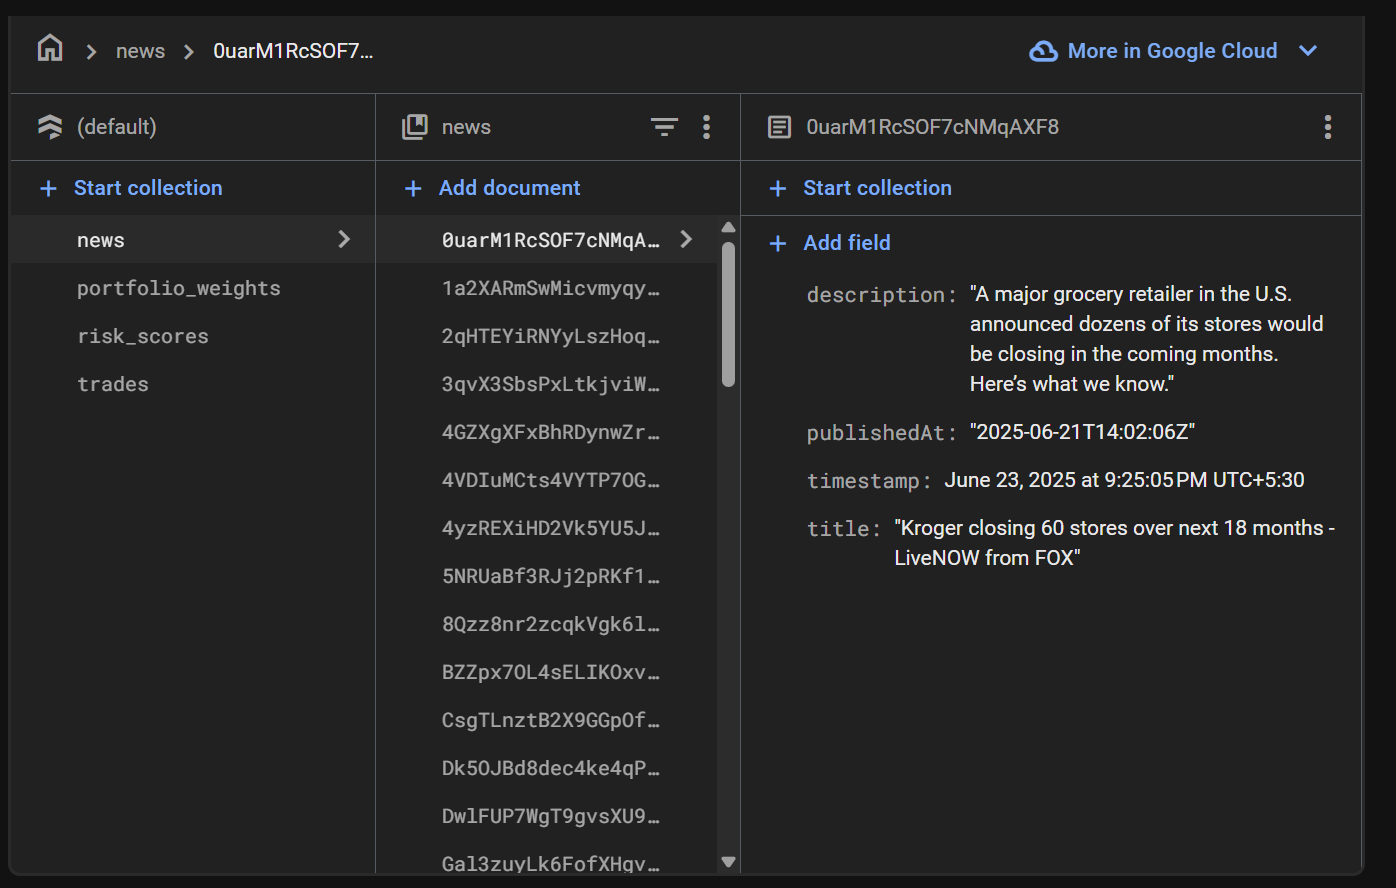 news
0uarM1RcSOF7…
More in Google Cloud
(default)
news
0uarM1RcSOF7cNMqAXF8
Start collection
Add document
Start collection
news
portfolio_weights
risk_scores
trades
0uarM1RcSOF7cNMqA…
1a2XARmSwMicvmyqy…
2qHTEYiRNYyLszHoq…
3qvX3SbsPxLtkjviW…
4GZXgXFxBhRDynwZr…
4VDIuMCts4VYTP7OG…
4yzREXiHD2Vk5YU5J…
5NRUaBf3RJj2pRKf1…
8Qzz8nr2zcqkVgk6l…
BZZpx7OL4sELIKOxv…
CsgTLnztB2X9GGpOf…
Dk5OJBd8dec4ke4qP…
DwlFUP7WgT9gvsXU9…
Gal3zuyLk6FofXHgv…
Add field
description: "A major grocery retailer in the U.S.
announced dozens of its stores would
be closing in the coming months.
Here’s what we know."
publishedAt: "2025-06-21T14:02:06Z"
timestamp: June 23, 2025 at 9:25:05 PM UTC+5:30
title: "Kroger closing 60 stores over next 18 months -
LiveNOW from FOX"